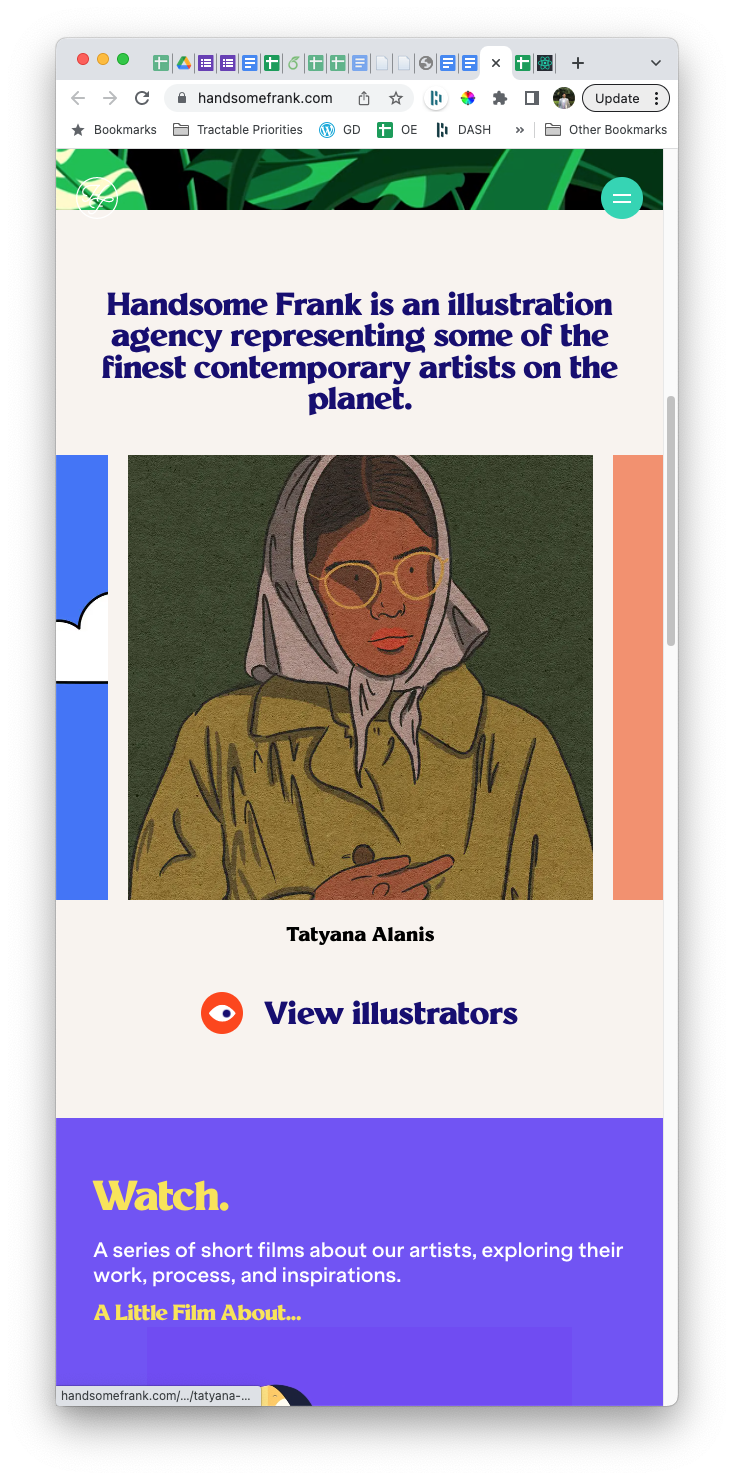 handsomefrank.com
Update
Bookmarks
Tractable Priorities
GD
OE
DASH
»
Other Bookmarks
Handsome Frank is an illustration
agency representing some of the
finest contemporary artists on the
planet.
Tatyana Alanis
View illustrators
Watch.
A series of short films about our artists, exploring their
work, process, and inspirations.
A Little Film About...
handsomefrank.com/.../tatyana-...